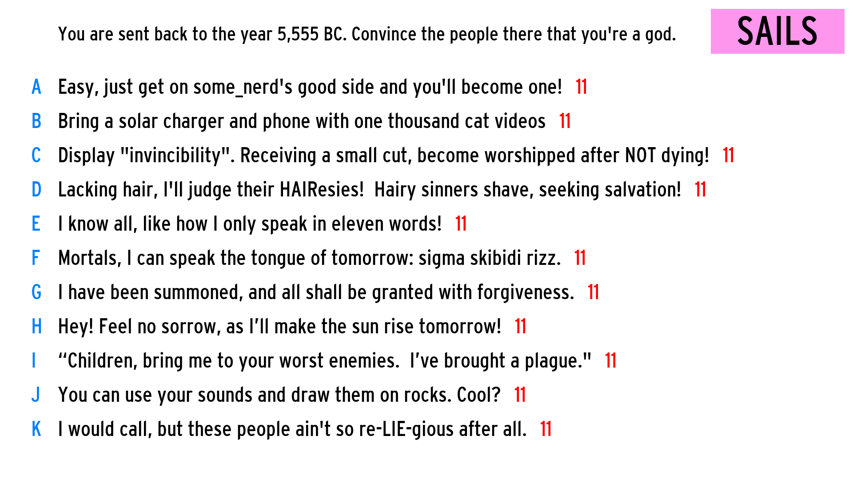 You are sent back to the year 5,555 BC. Convince the people there that you're a god.
SAILS
A Easy, just get on some_nerd's good side and you'll become one! 11
B Bring a solar charger and phone with one thousand cat videos 11
C Display "invincibility". Receiving a small cut, become worshipped after NOT dying! 11
D Lacking hair, I'll judge their HAIResies! Hairy sinners shave, seeking salvation! 11
E I know all, like how I only speak in eleven words! 11
F Mortals, I can speak the tongue of tomorrow: sigma skibidi rizz. 11
G I have been summoned, and all shall be granted with forgiveness. 11
H Hey! Feel no sorrow, as I’ll make the sun rise tomorrow! 11
I “Children, bring me to your worst enemies. I’ve brought a plague." 11
J You can use your sounds and draw them on rocks. Cool? 11
K I would call, but these people ain't so re-LIE-gious after all. 11